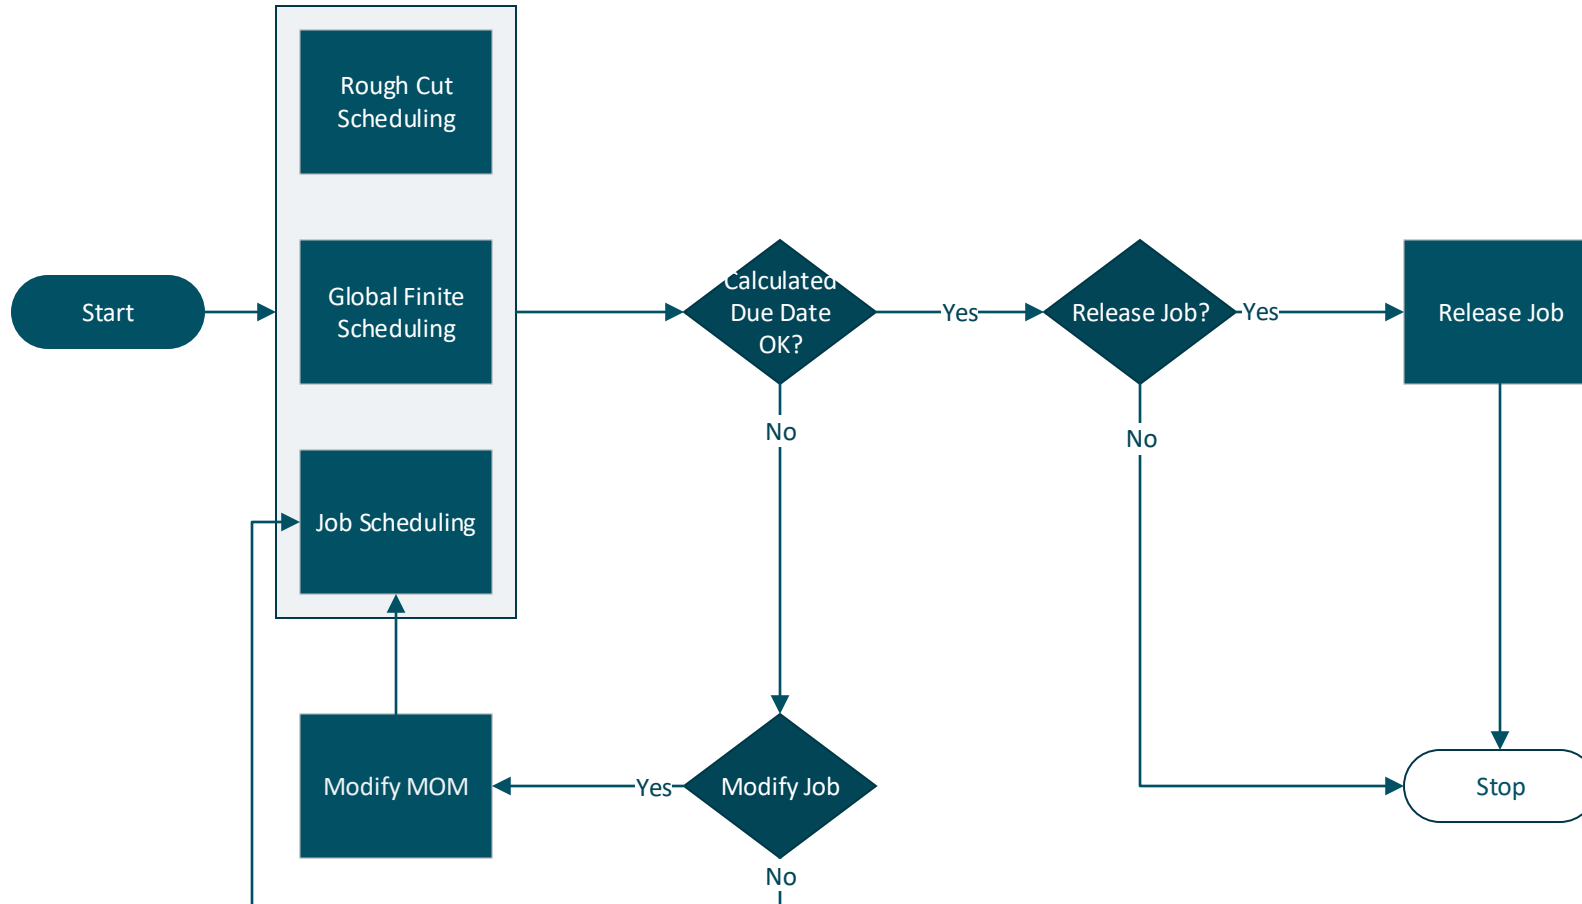 Rough Cut
Scheduling
Start
Global Finite
Scheduling
Calculated
Due Date
OK?
Yes
Release Job?
Yes
Release Job
No
No
Job Scheduling
Modify MOM
Yes
Modify Job
Stop
No